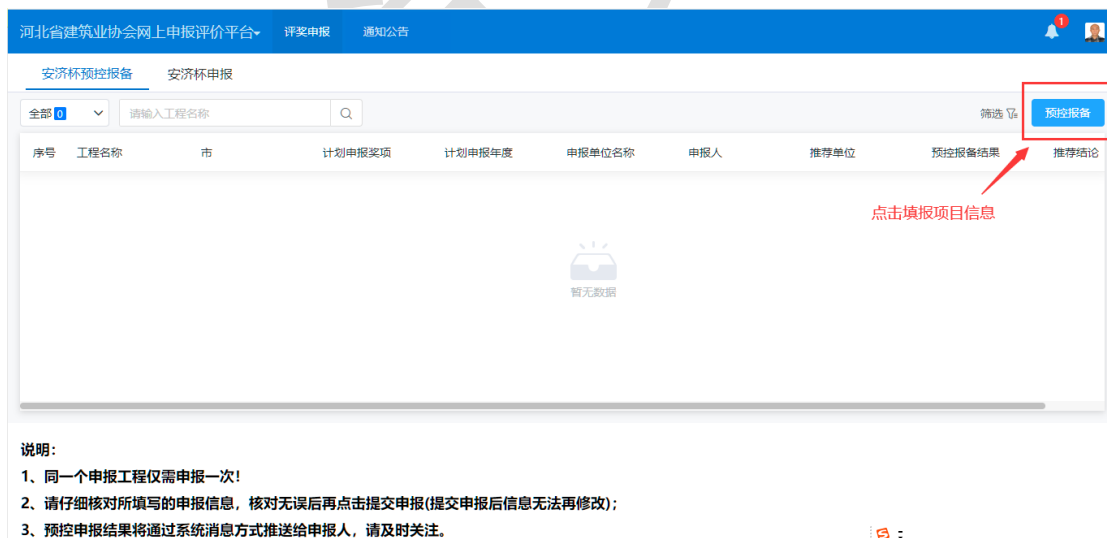 河北省建筑业协会网上申报评价平台 评奖申报 通知公告 1
安济杯预控报备 安济杯申报
全部 0 请输入工程名称 筛选 预控报备
序号 工程名称 市 计划申报奖项 计划申报年度 申报单位名称 申报人 推荐单位 预控报备结果 推荐结论
点击填报项目信息
暂无数据
说明：
1、同一个申报工程仅需申报一次！
2、请仔细核对所填写的申报信息，核对无误后再点击提交申报(提交申报后信息无法再修改)；
3、预控申报结果将通过系统消息方式推送给申报人，请及时关注。